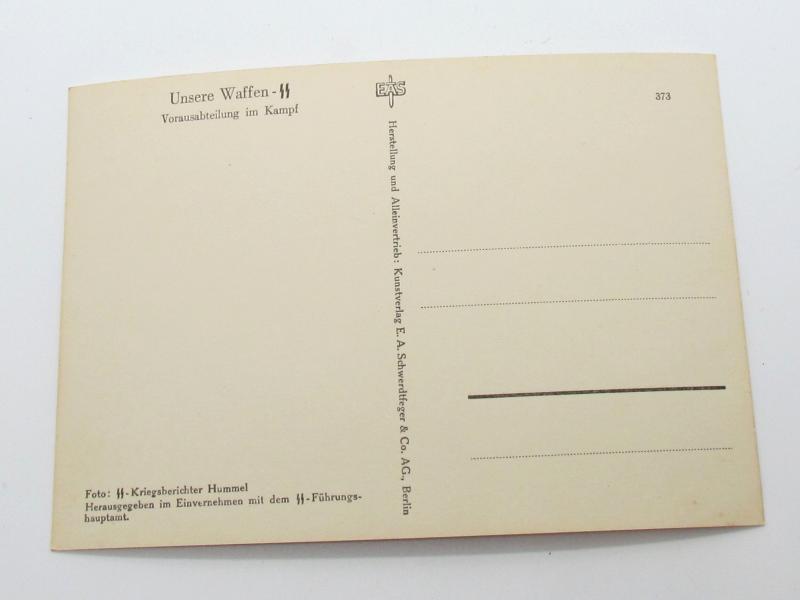 Unsere Waffen-ᛋᛋ
Vorausabteilung im Kampf
EAS
373
Herstellung und Alleinvertrieb: Kunstverlag E. A. Schwerdtfeger & Co. AG., Berlin
Foto: ᛋᛋ-Kriegsberichter Hummel
Herausgegeben im Einvernehmen mit dem ᛋᛋ-Führungs-
hauptamt.